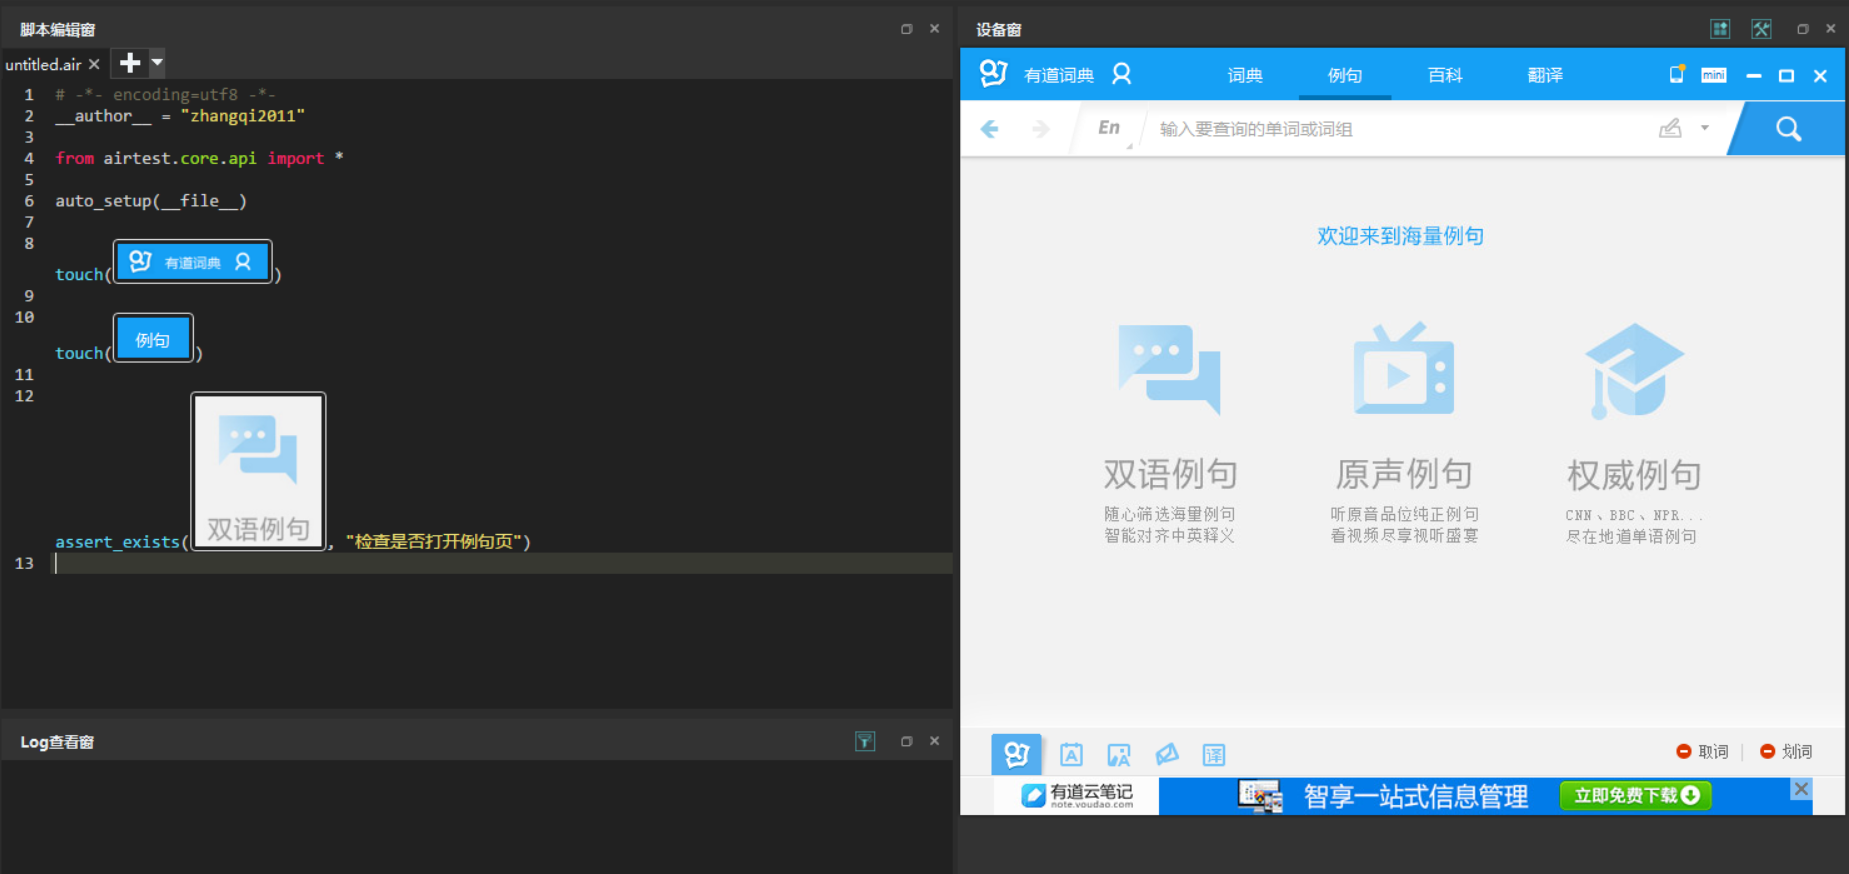 脚本编辑窗
untitled.air
1 # -*- encoding=utf8 -*-
2 __author__ = "zhangqi2011"
3
4 from airtest.core.api import *
5
6 auto_setup(__file__)
7
8
touch(有道词典)
9
10
touch(例句)
11
12
双语例句
assert_exists(, "检查是否打开例句页")
13
Log查看窗
设备窗
有道词典 词典 例句 百科 翻译 mini
En 输入要查询的单词或词组
欢迎来到海量例句
双语例句 原声例句 权威例句
随心筛选海量例句 听原音品位纯正例句 CNN、BBC、NPR...
智能对齐中英释义 看视频尽享视听盛宴 尽在地道单语例句
A A 译 取词 划词
有道云笔记 智享一站式信息管理 立即免费下载
note.youdao.com